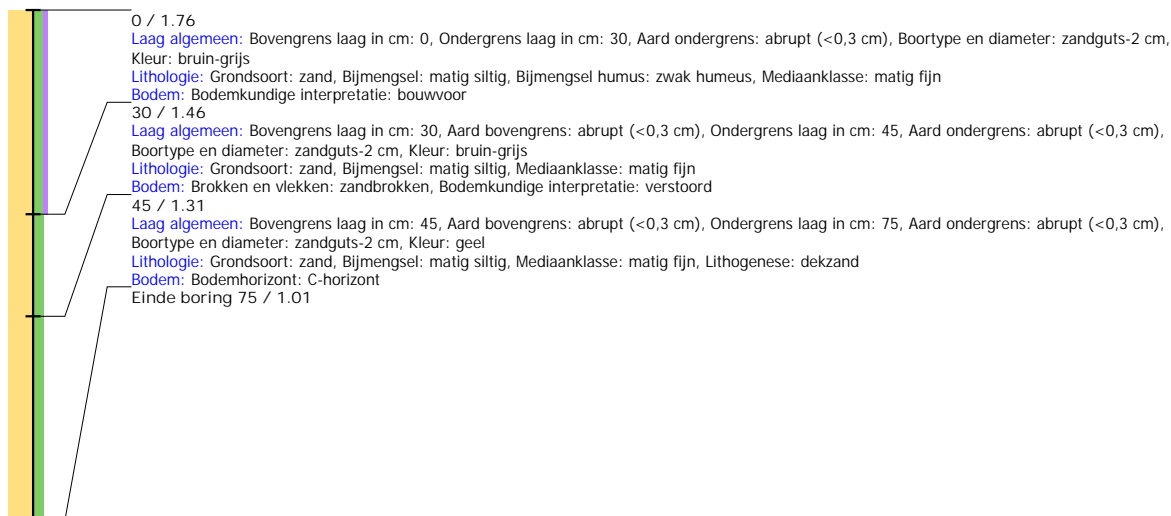 0 / 1.76
Laag algemeen: Bovengrens laag in cm: 0, Ondergrens laag in cm: 30, Aard ondergrens: abrupt (<0,3 cm), Boortype en diameter: zandguts-2 cm,
Kleur: bruin-grijs
Lithologie: Grondsoort: zand, Bijmengsel: matig siltig, Bijmengsel humus: zwak humeus, Mediaanklasse: matig fijn
Bodem: Bodemkundige interpretatie: bouwvoor
30 / 1.46
Laag algemeen: Bovengrens laag in cm: 30, Aard bovengrens: abrupt (<0,3 cm), Ondergrens laag in cm: 45, Aard ondergrens: abrupt (<0,3 cm),
Boortype en diameter: zandguts-2 cm, Kleur: bruin-grijs
Lithologie: Grondsoort: zand, Bijmengsel: matig siltig, Mediaanklasse: matig fijn
Bodem: Brokken en vlekken: zandbrokken, Bodemkundige interpretatie: verstoord
45 / 1.31
Laag algemeen: Bovengrens laag in cm: 45, Aard bovengrens: abrupt (<0,3 cm), Ondergrens laag in cm: 75, Aard ondergrens: abrupt (<0,3 cm),
Boortype en diameter: zandguts-2 cm, Kleur: geel
Lithologie: Grondsoort: zand, Bijmengsel: matig siltig, Mediaanklasse: matig fijn, Lithogenese: dekzand
Bodem: Bodemhorizont: C-horizont
Einde boring 75 / 1.01